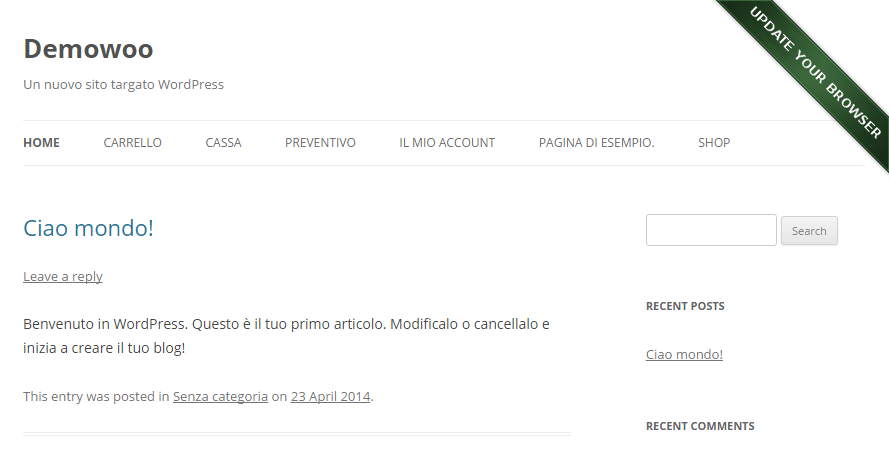 Demowoo
UPDATE YOUR BROWSER
Un nuovo sito targato WordPress
HOME CARRELLO CASSA PREVENTIVO IL MIO ACCOUNT PAGINA DI ESEMPIO. SHOP
Ciao mondo!
Leave a reply
Benvenuto in WordPress. Questo è il tuo primo articolo. Modificalo o cancellalo e
inizia a creare il tuo blog!
This entry was posted in Senza categoria on 23 April 2014.
Search
RECENT POSTS
Ciao mondo!
RECENT COMMENTS